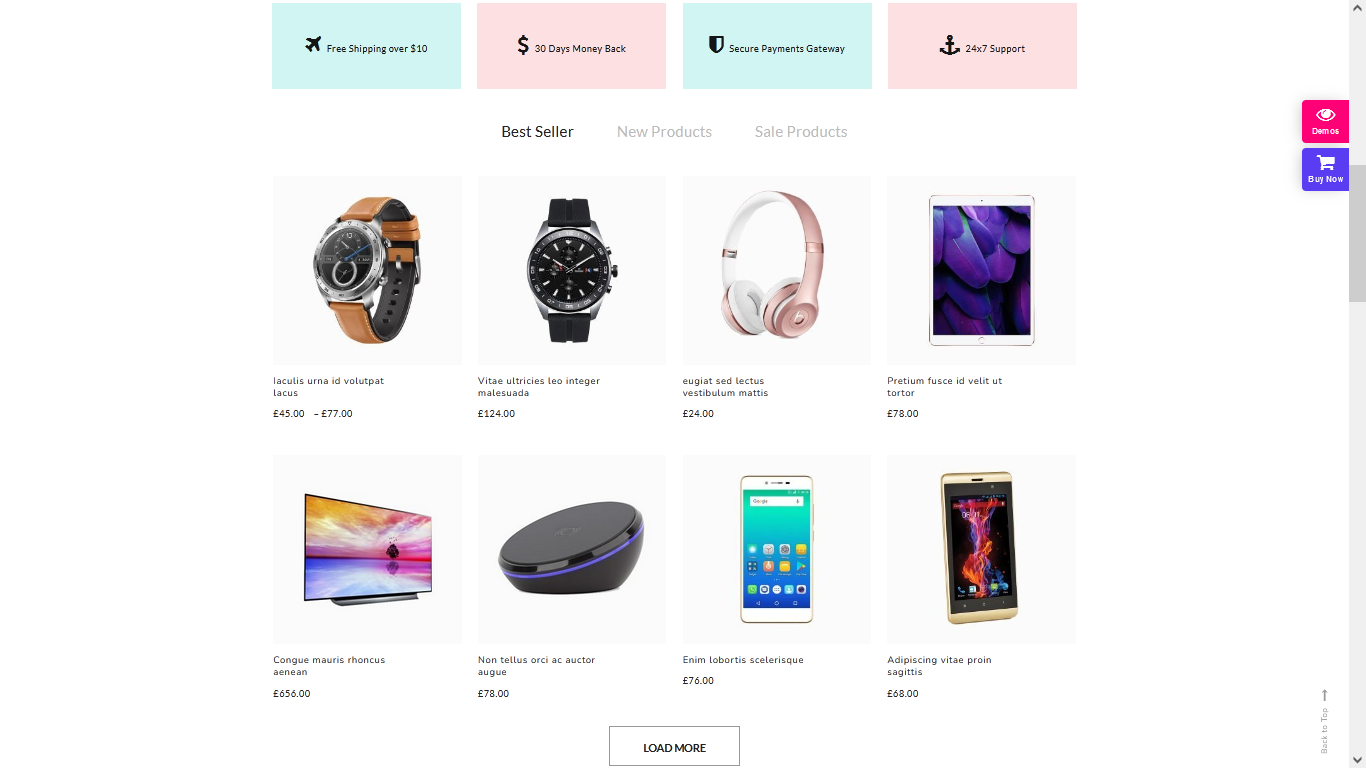 Free Shipping over $10
30 Days Money Back
Secure Payments Gateway
24x7 Support
Demos
Buy Now
Best Seller
New Products
Sale Products
Iaculis urna id volutpat
lacus
£45.00 – £77.00
Vitae ultricies leo integer
malesuada
£124.00
eugiat sed lectus
vestibulum mattis
£24.00
Pretium fusce id velit ut
tortor
£78.00
Google
Congue mauris rhoncus
aenean
£656.00
Non tellus orci ac auctor
augue
£78.00
Enim lobortis scelerisque
£76.00
Adipiscing vitae proin
sagittis
£68.00
LOAD MORE
Back to Top